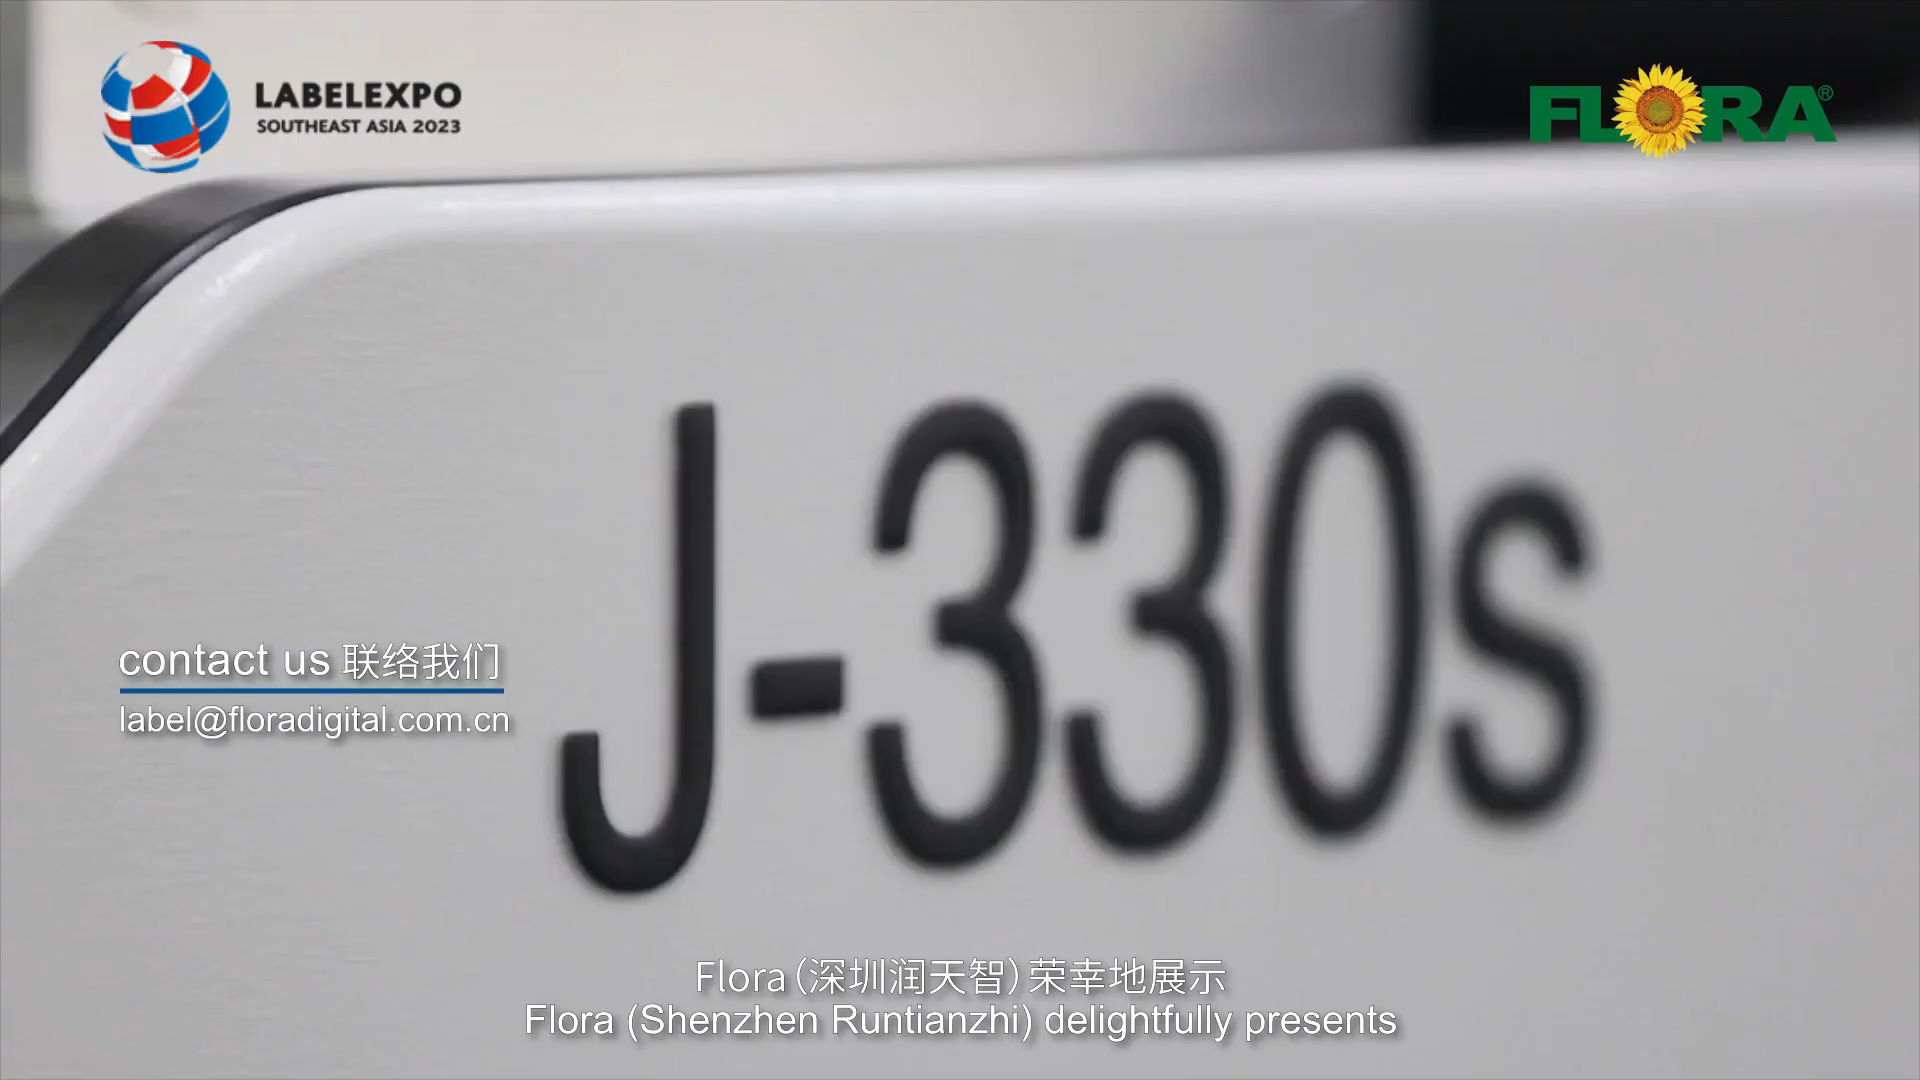 LABELEXPO
SOUTHEAST ASIA 2023
FLORA®
J-330s
contact us 联络我们
label@floradigital.com.cn
Flora（深圳润天智）荣幸地展示
Flora (Shenzhen Runtianzhi) delightfully presents